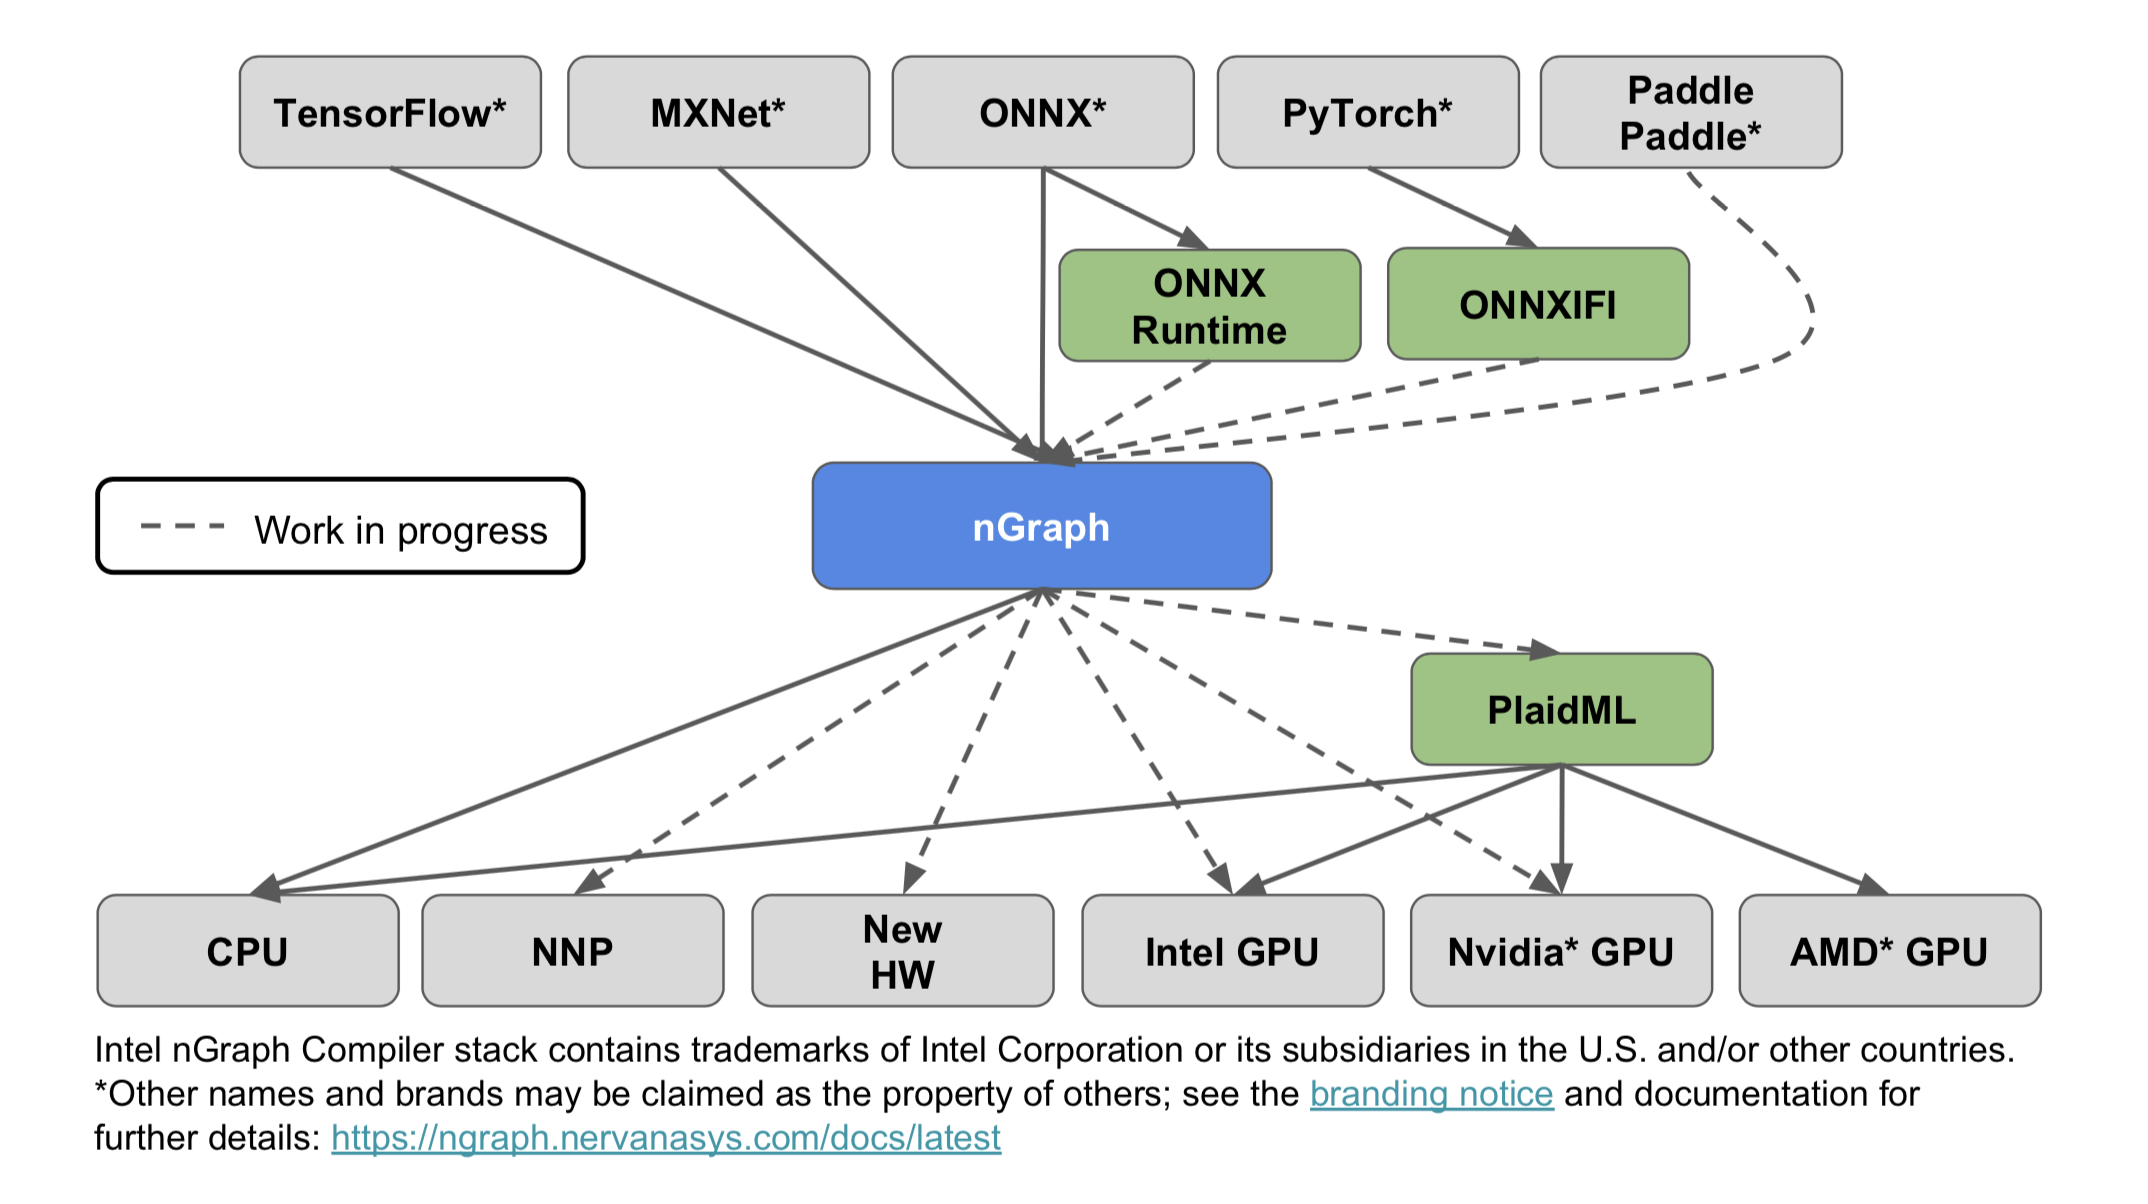 TensorFlow*
MXNet*
ONNX*
PyTorch*
Paddle
Paddle*
ONNX
Runtime
ONNXIFI
Work in progress
nGraph
PlaidML
CPU
NNP
New
HW
Intel GPU
Nvidia* GPU
AMD* GPU
Intel nGraph Compiler stack contains trademarks of Intel Corporation or its subsidiaries in the U.S. and/or other countries.
*Other names and brands may be claimed as the property of others; see the branding notice and documentation for
further details: https://ngraph.nervanasys.com/docs/latest